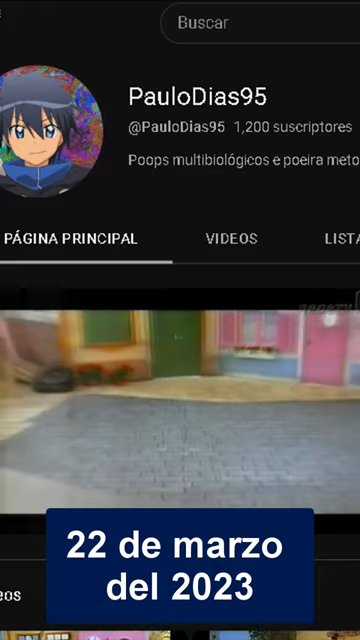 Buscar
PauloDias95
@PauloDias95 1,200 suscriptores
Poops multibiológicos e poeira meto
PÁGINA PRINCIPAL VIDEOS LISTA
22 de marzo
del 2023
eos